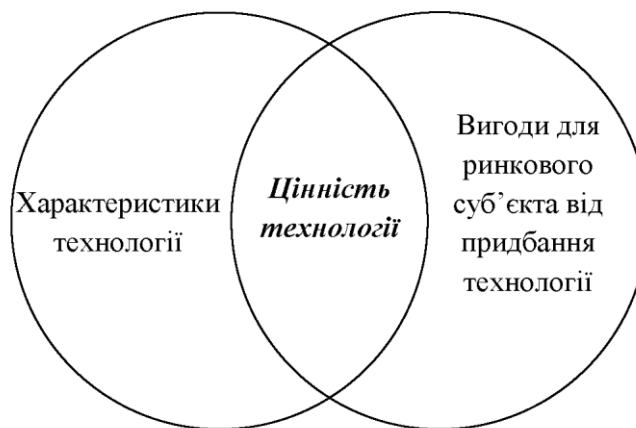 Характеристики
технології
Цінність
технології
Вигоди для
ринкового
суб’єкта від
придбання
технології